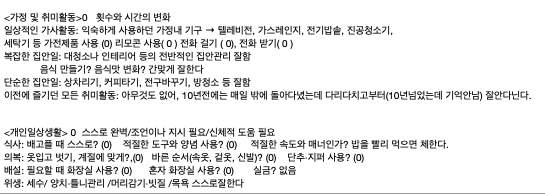 <가정 및 취미활동>0 횟수와 시간의 변화
일상적인 가사활동: 익숙하게 사용하던 가정내 기구 → 텔레비전, 가스레인지, 전기밥솥, 진공청소기,
세탁기 등 가전제품 사용 (0) 리모콘 사용( 0 ) 전화 걸기 ( 0), 전화 받기( 0 )
복잡한 집안일: 대청소나 인테리어 등의 전반적인 집안관리 잘함
음식 만들기? 음식맛 변화? 간맞게 잘한다
단순한 집안일: 상차리기, 커피타기, 전구바꾸기, 방청소 등 잘함
이전에 즐기던 모든 취미활동: 아무것도 없어, 10년전에는 매일 밖에 돌아다녔는데 다리다치고부터(10년넘었는데 기억안남) 잘안다닌다.
<개인일상생활> 0 스스로 완벽/조언이나 지시 필요/신체적 도움 필요
식사: 배고플 때 스스로? (0) 적절한 도구와 양념 사용? (0) 적절한 속도와 매너인가? 밥을 빨리 먹으면 체한다.
의복: 옷입고 벗기, 계절에 맞게?,(0) 바른 순서(속옷, 겉옷, 신발)? (0) 단추·지퍼 사용? (0)
배설: 필요할 때 화장실 사용? (0) 혼자 화장실 사용? (0) 실금? 없음
위생: 세수/ 양치·틀니관리 /머리감기·빗질 /목욕 스스로잘한다